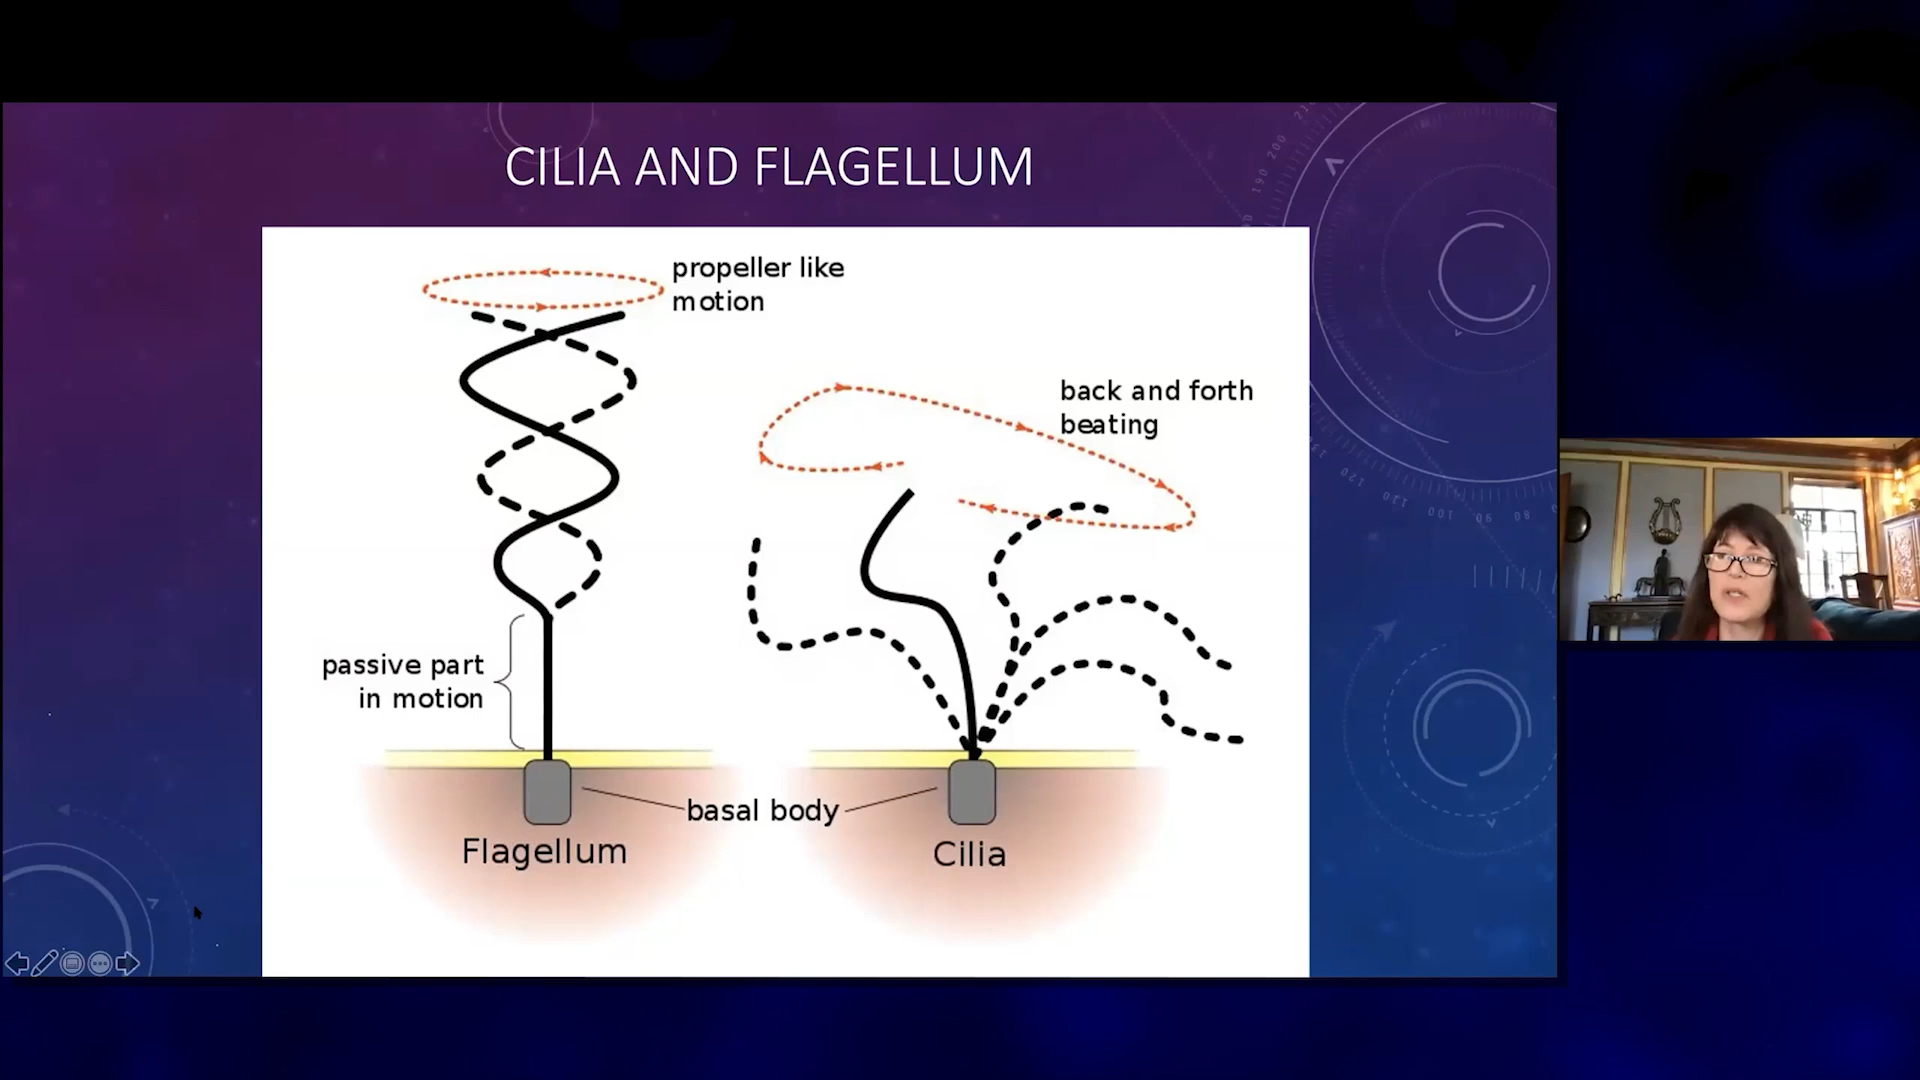 CILIA AND FLAGELLUM
propeller like
motion
back and forth
beating
passive part
in motion
basal body
Flagellum
Cilia